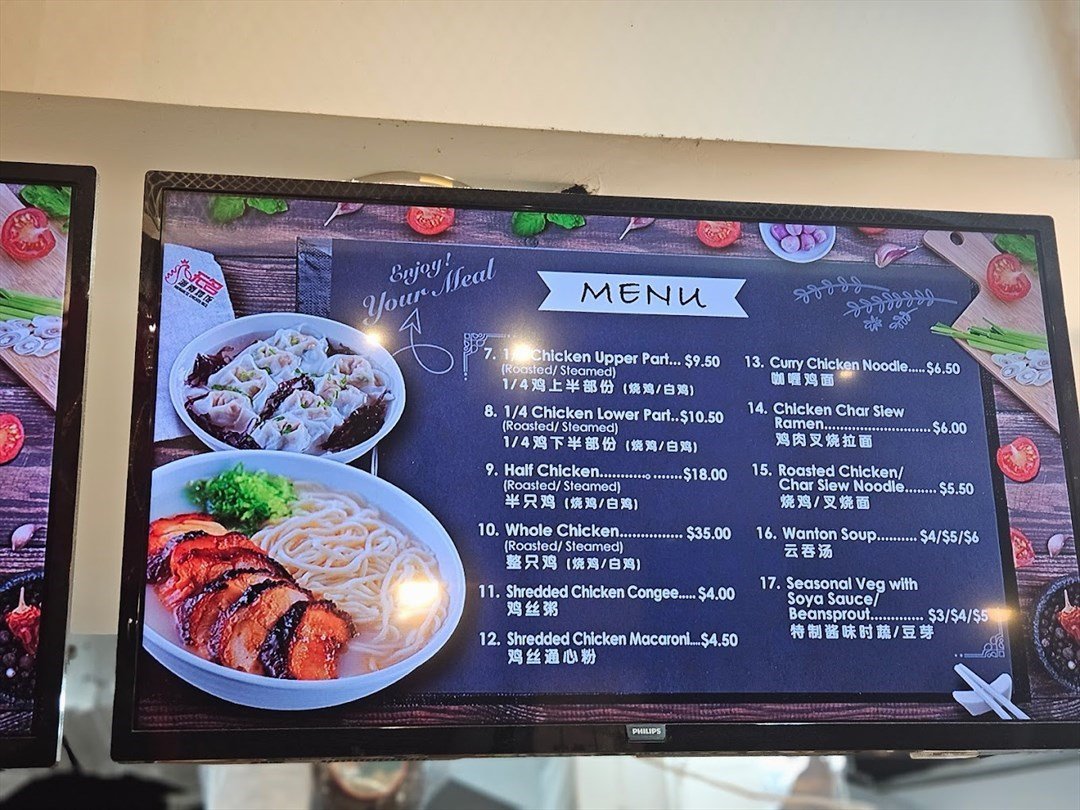 Enjoy!
Your Meal
MENU
7. 1/4 Chicken Upper Part... $9.50
(Roasted/ Steamed)
1/4鸡上半部份 (烧鸡/白鸡)
8. 1/4 Chicken Lower Part..$10.50
(Roasted/ Steamed)
1/4鸡下半部份 (烧鸡/白鸡)
9. Half Chicken...................$18.00
(Roasted/ Steamed)
半只鸡 (烧鸡/白鸡)
10. Whole Chicken................ $35.00
(Roasted/ Steamed)
整只鸡 (烧鸡/白鸡)
11. Shredded Chicken Congee..... $4.00
鸡丝粥
12. Shredded Chicken Macaroni....$4.50
鸡丝通心粉
13. Curry Chicken Noodle.....$6.50
咖喱鸡面
14. Chicken Char Siew
Ramen............................$6.00
鸡肉叉烧拉面
15. Roasted Chicken/
Char Siew Noodle........ $5.50
烧鸡/叉烧面
16. Wanton Soup.......... $4/$5/$6
云吞汤
17. Seasonal Veg with
Soya Sauce/
Beansprout............. $3/$4/$5
特制酱味时蔬/豆芽
PHILIPS